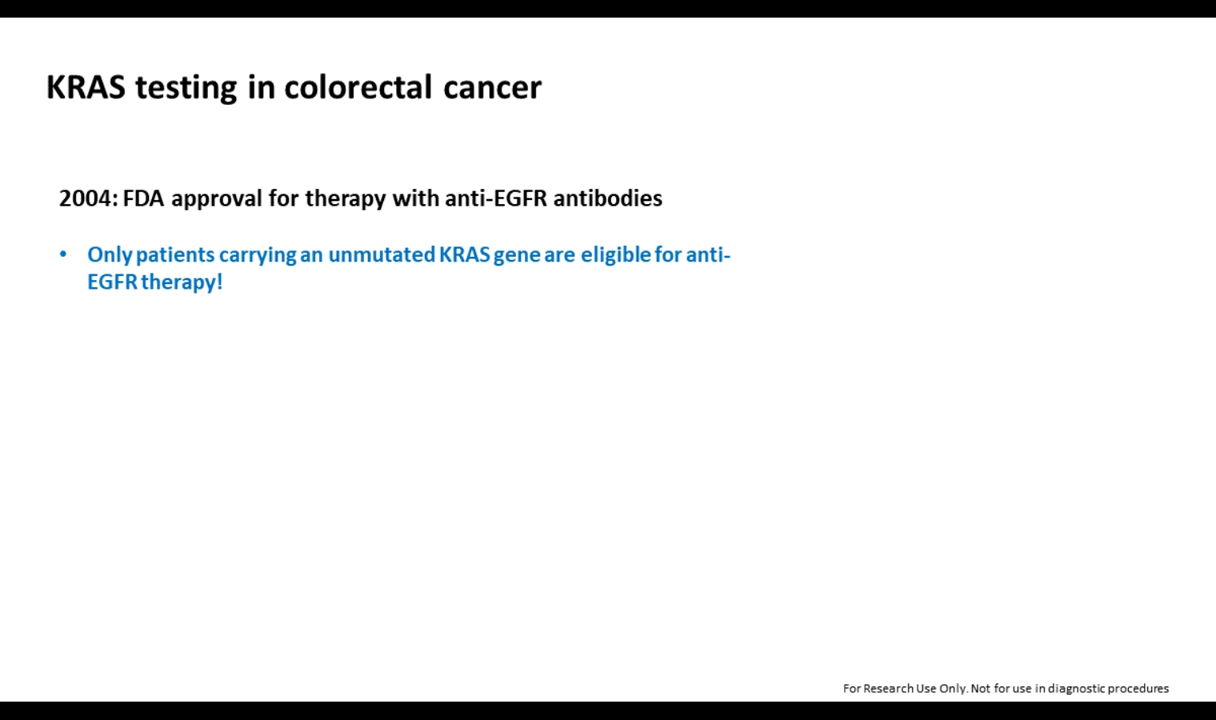 KRAS testing in colorectal cancer
2004: FDA approval for therapy with anti-EGFR antibodies
• Only patients carrying an unmutated KRAS gene are eligible for anti-
EGFR therapy!
For Research Use Only. Not for use in diagnostic procedures